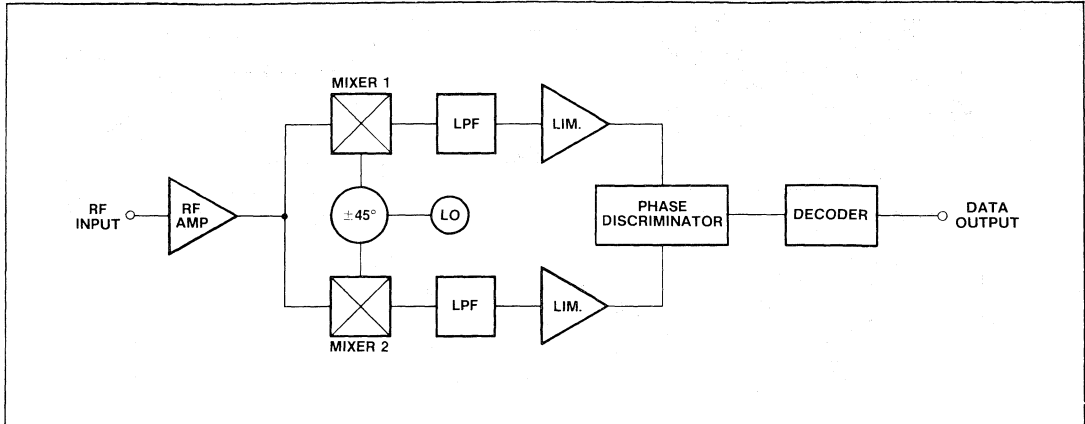 MIXER 1
LPF
LIM.
RF
INPUT
RF
AMP
±45°
LO
PHASE
DISCRIMINATOR
DECODER
DATA
OUTPUT
LPF
LIM.
MIXER 2